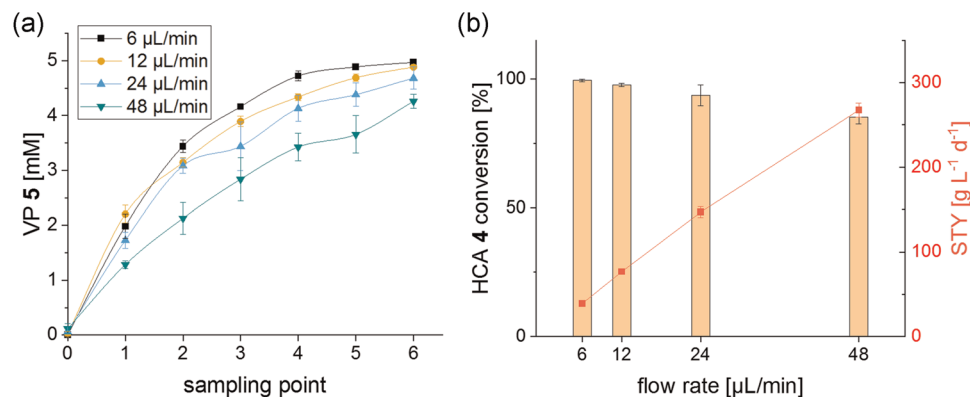 (a)
6 µL/min
12 µL/min
24 µL/min
48 µL/min
VP 5 [mM]
5
4
3
2
1
0
0 1 2 3 4 5 6
sampling point
(b)
HCA 4 conversion [%]
100
50
0
6 12 24 48
flow rate [µL/min]
300
200
100
0
STY [g L⁻¹ d⁻¹]